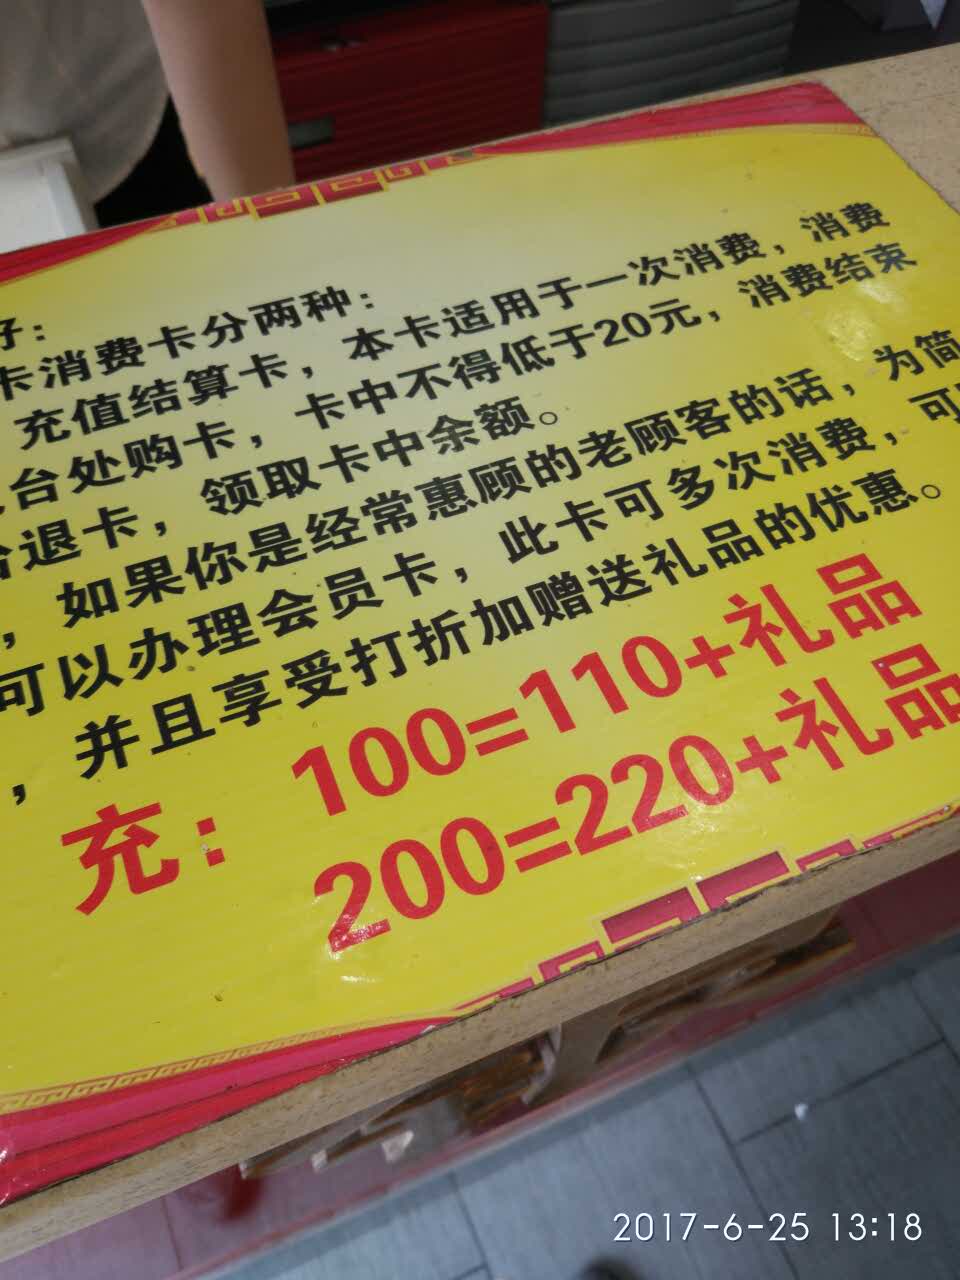 好：
卡消费卡分两种：
充值结算卡，本卡适用于一次消费，消费
台处购卡，卡中不得低于20元，消费结束
台退卡，领取卡中余额。
，如果你是经常惠顾的老顾客的话，为简
可以办理会员卡，此卡可多次消费，可
，并且享受打折加赠送礼品的优惠。
充：100=110+礼品
200=220+礼品
2017-6-25 13:18